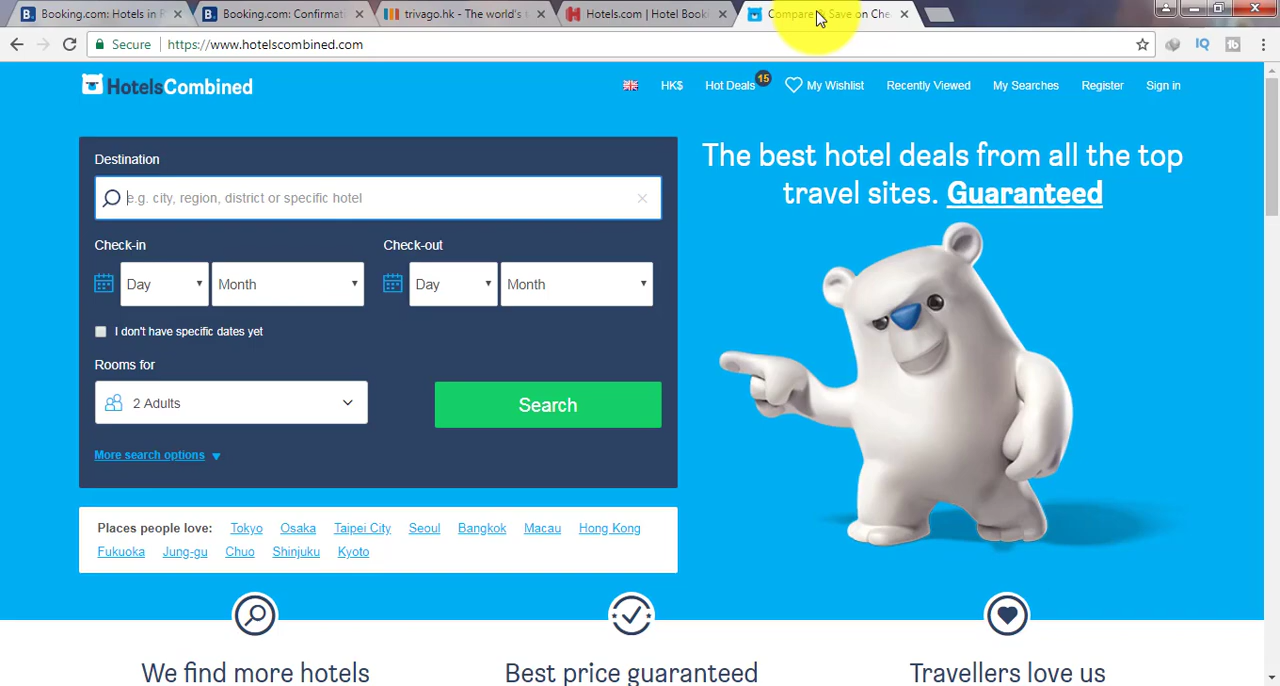 Booking.com: Hotels in R
Booking.com: Confirmati
trivago.hk - The world's
Hotels.com | Hotel Book
Compare & Save on Che
Secure https://www.hotelscombined.com
HotelsCombined
HK$ Hot Deals 15 My Wishlist Recently Viewed My Searches Register Sign in
Destination
e.g. city, region, district or specific hotel
Check-in Check-out
Day Month Day Month
I don't have specific dates yet
Rooms for
2 Adults
Search
More search options
The best hotel deals from all the top
travel sites. Guaranteed
Places people love: Tokyo Osaka Taipei City Seoul Bangkok Macau Hong Kong
Fukuoka Jung-gu Chuo Shinjuku Kyoto
We find more hotels Best price guaranteed Travellers love us